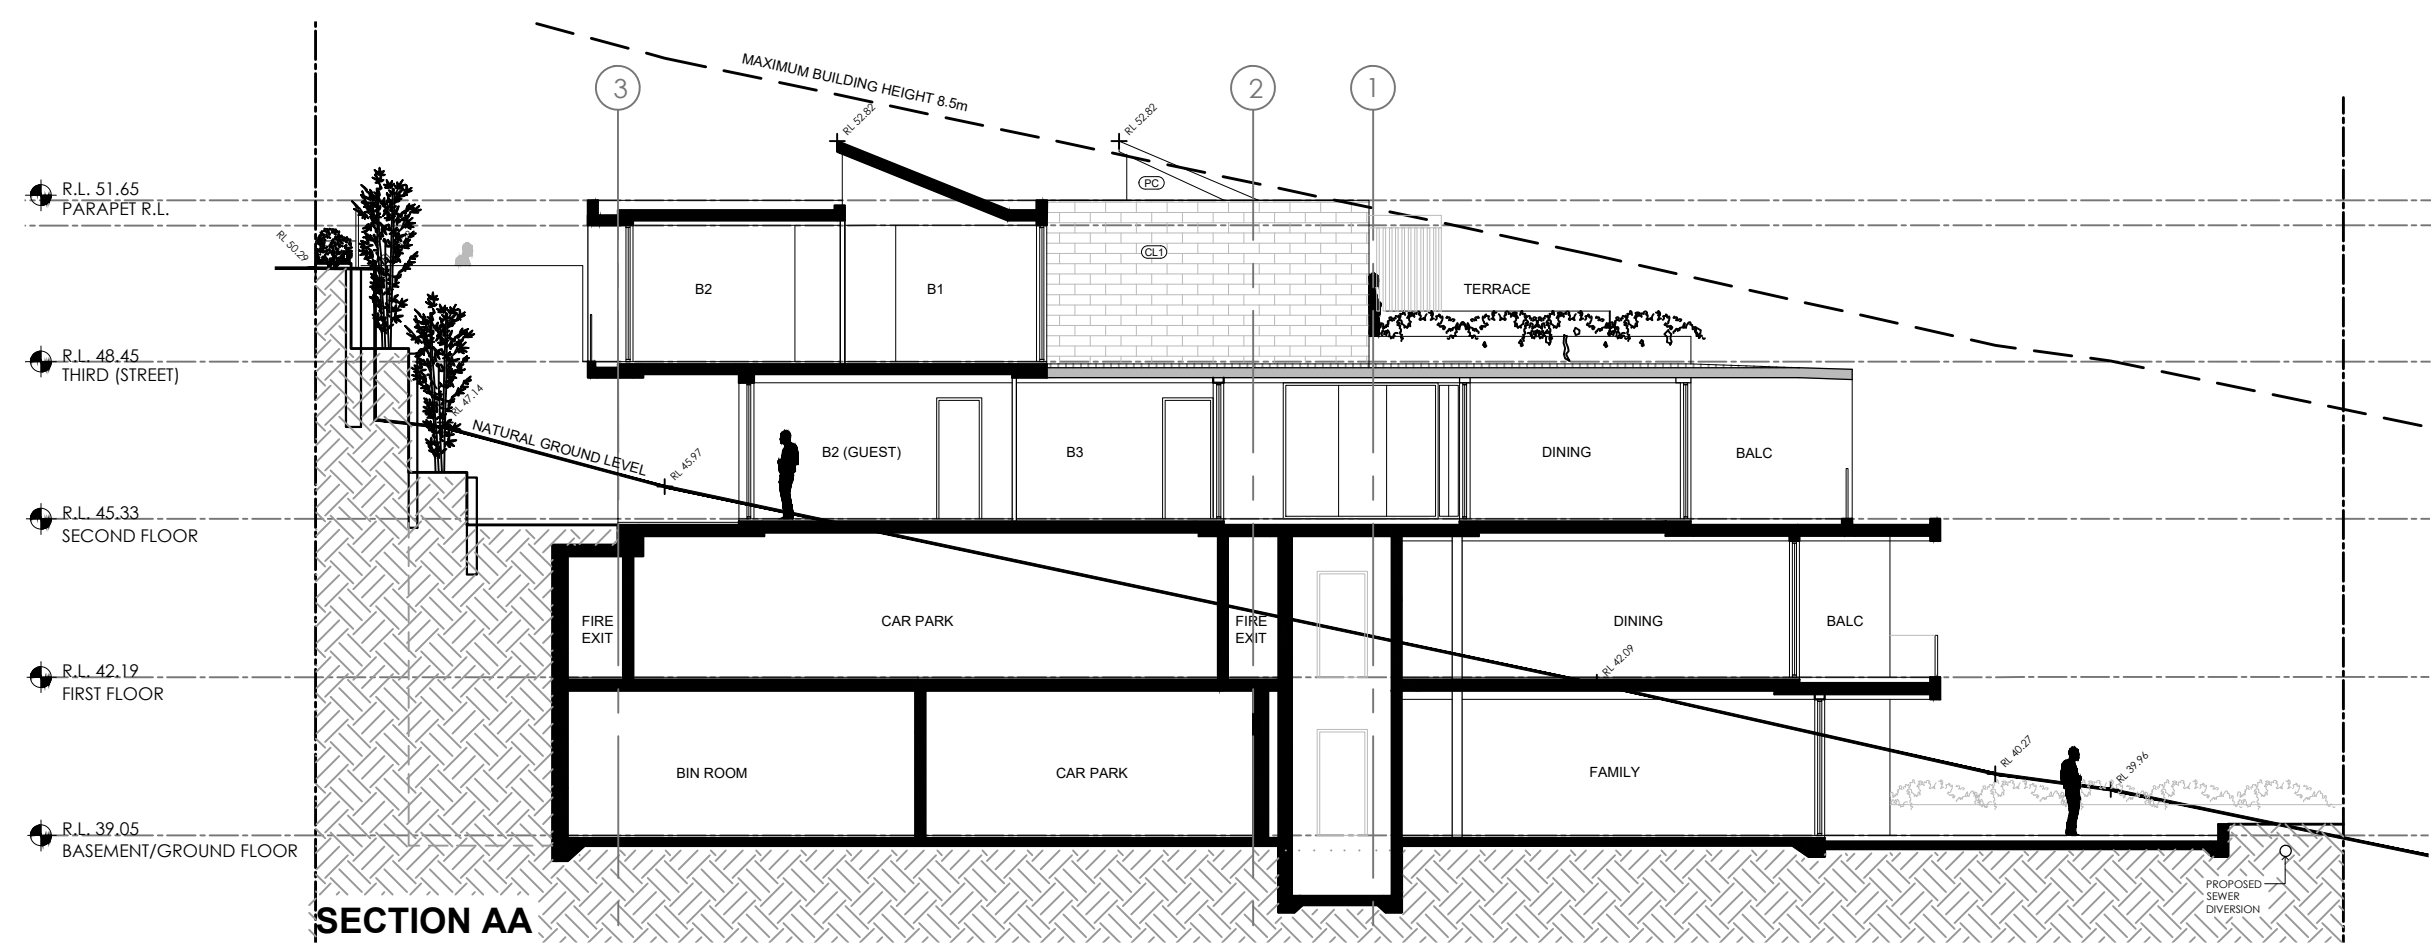 MAXIMUM BUILDING HEIGHT 8.5m
3
2
1
RL 52.82
RL 52.82
PC
R.L. 51.65
PARAPET R.L.
RL 50.29
CL1
B2
B1
TERRACE
R.L. 48.45
THIRD (STREET)
RL 47.14
NATURAL GROUND LEVEL
RL 45.97
B2 (GUEST)
B3
DINING
BALC
R.L. 45.33
SECOND FLOOR
FIRE
EXIT
CAR PARK
FIRE
EXIT
DINING
BALC
RL 42.09
R.L. 42.19
FIRST FLOOR
BIN ROOM
CAR PARK
FAMILY
RL 40.27
RL 39.96
R.L. 39.05
BASEMENT/GROUND FLOOR
PROPOSED
SEWER
DIVERSION
SECTION AA